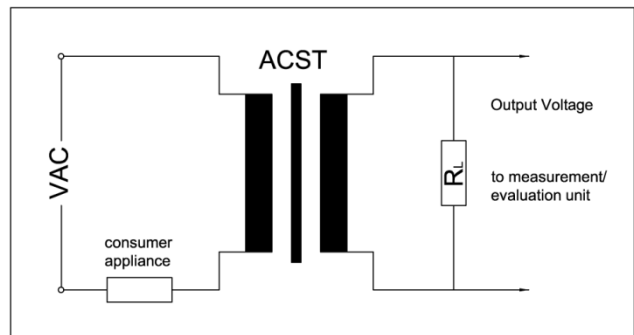 ACST
VAC
consumer
appliance
RL
Output Voltage
to measurement/
evaluation unit